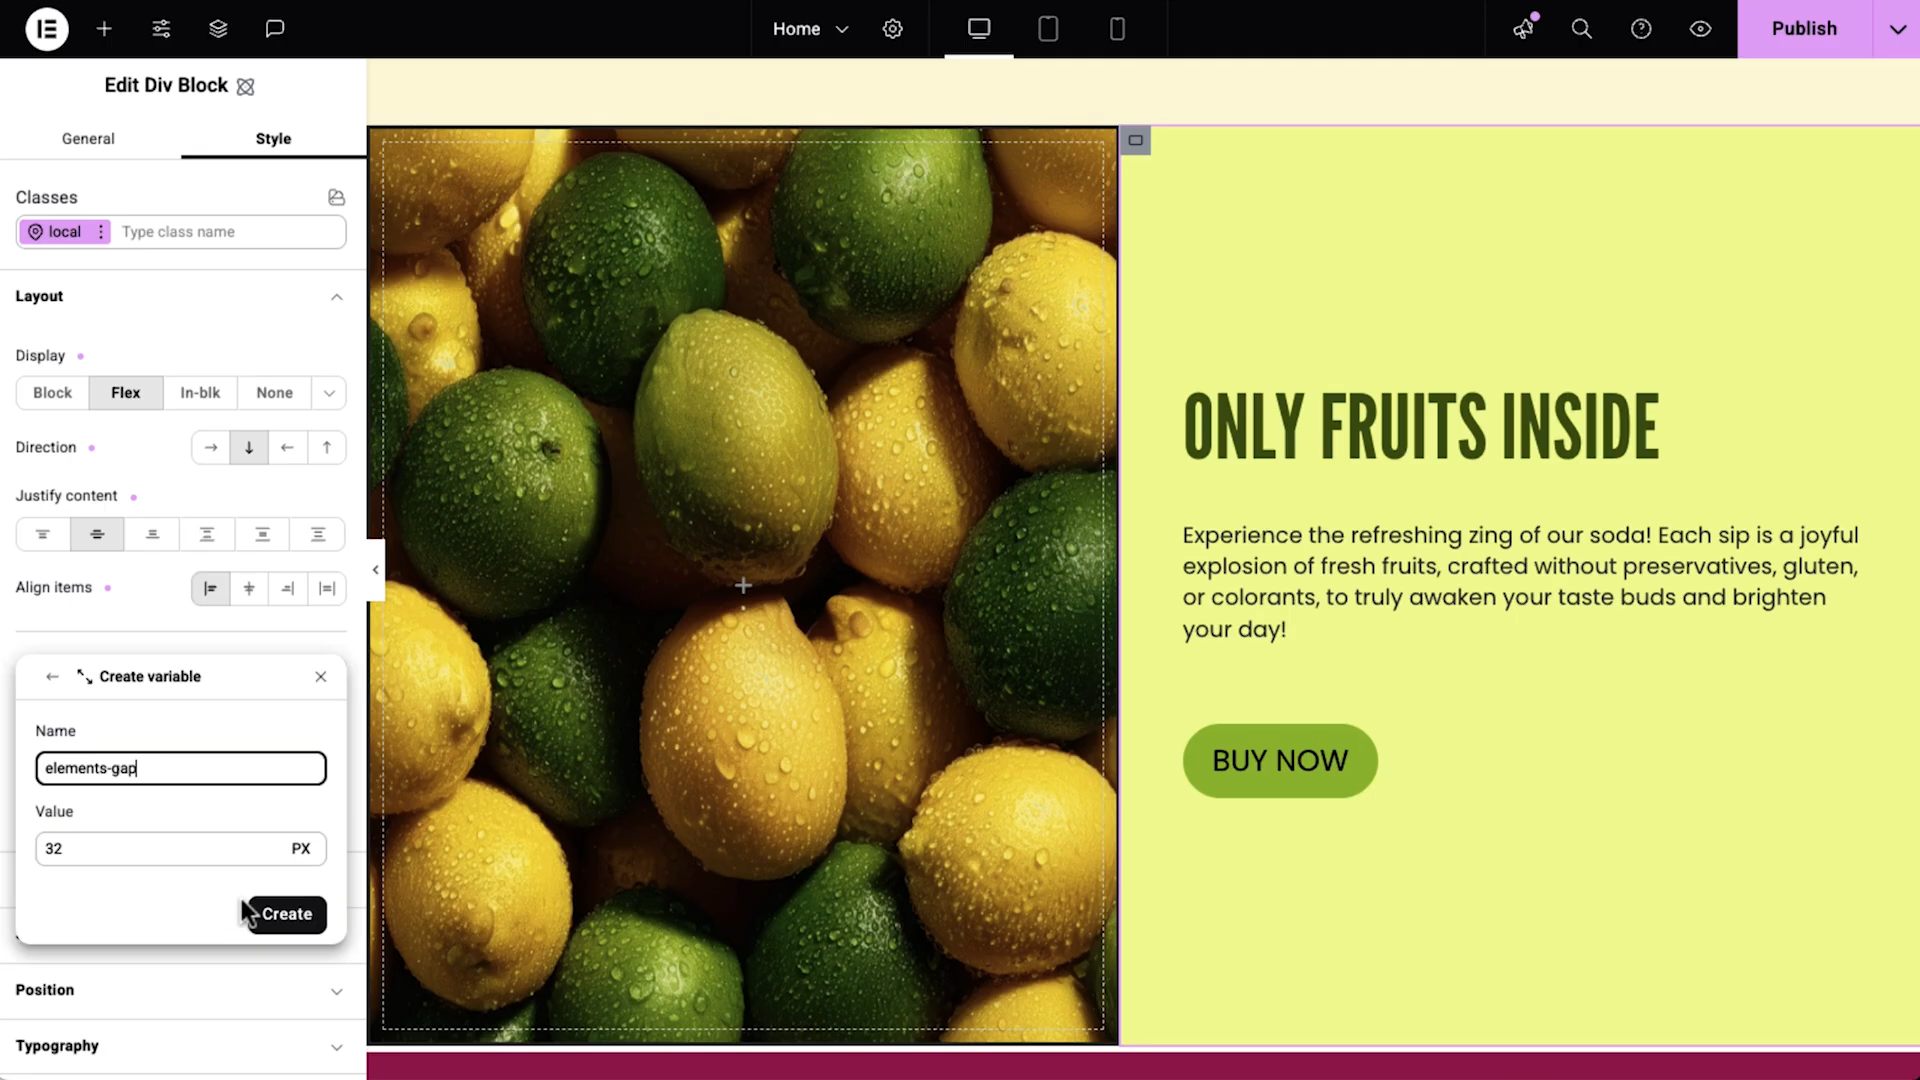 Home
Publish
Edit Div Block
General
Style
Classes
local
Type class name
Layout
Display
Block
Flex
In-blk
None
Direction
Justify content
Align items
Create variable
Name
elements-gap
Value
32
PX
Create
Position
Typography
ONLY FRUITS INSIDE
Experience the refreshing zing of our soda! Each sip is a joyful
explosion of fresh fruits, crafted without preservatives, gluten,
or colorants, to truly awaken your taste buds and brighten
your day!
BUY NOW